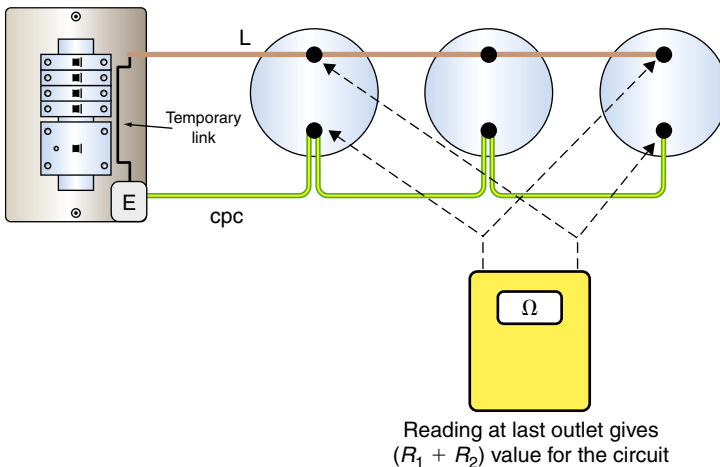 L
Temporary
link
E
cpc
Ω
Reading at last outlet gives
(R₁ + R₂) value for the circuit